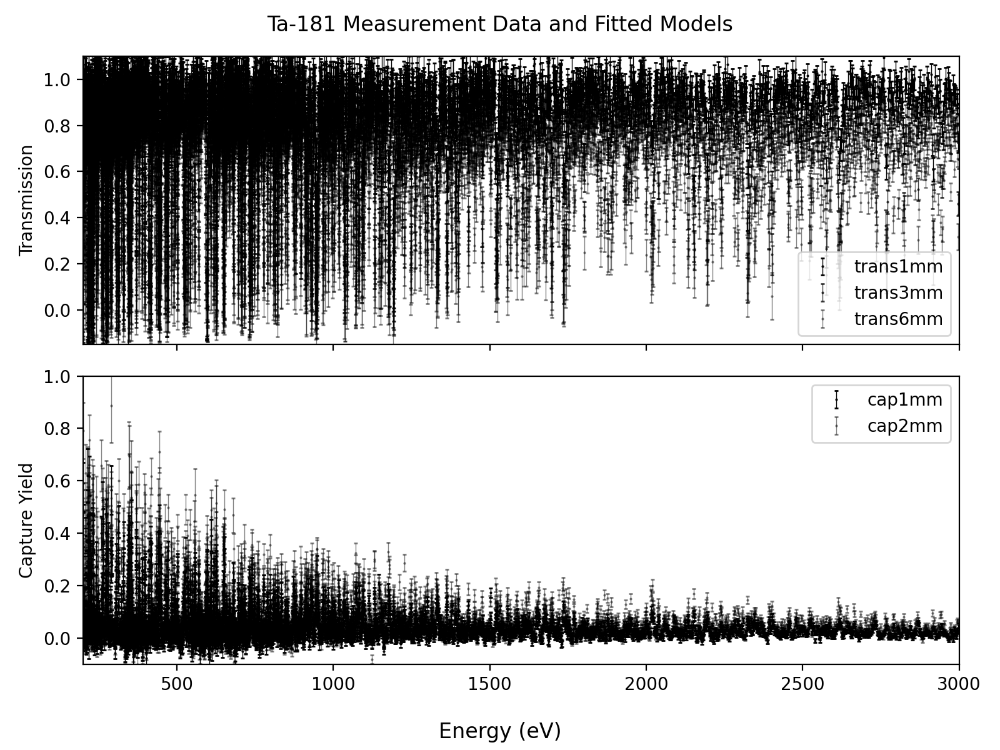 Ta-181 Measurement Data and Fitted Models
Transmission
1.0
0.8
0.6
0.4
0.2
0.0
trans1mm
trans3mm
trans6mm
Capture Yield
1.0
0.8
0.6
0.4
0.2
0.0
cap1mm
cap2mm
500
1000
1500
2000
2500
3000
Energy (eV)